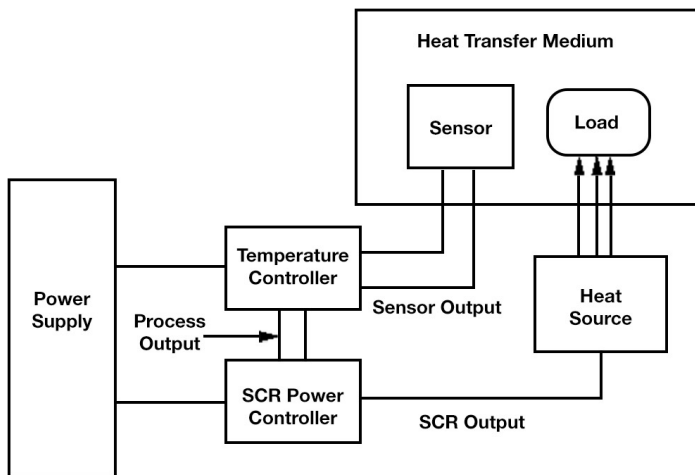 Heat Transfer Medium
Sensor
Load
Temperature
Controller
Power
Supply
Sensor Output
Heat
Source
Process
Output
SCR Power
Controller
SCR Output